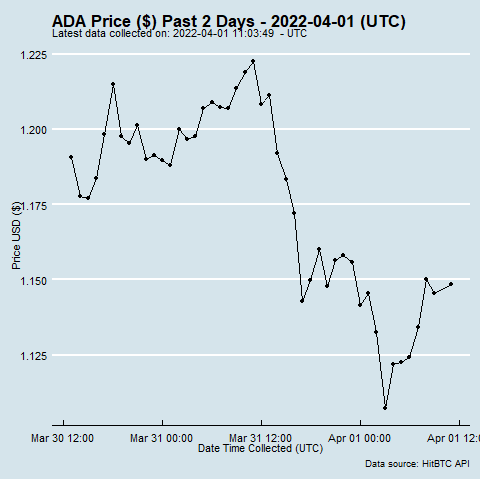 ADA Price ($) Past 2 Days - 2022-04-01 (UTC)
Latest data collected on: 2022-04-01 11:03:49  - UTC
1.225
1.200
1.175
1.150
1.125
Price USD ($)
Mar 30 12:00 Mar 31 00:00 Mar 31 12:00 Apr 01 00:00 Apr 01 12:
Date Time Collected (UTC)
Data source: HitBTC API